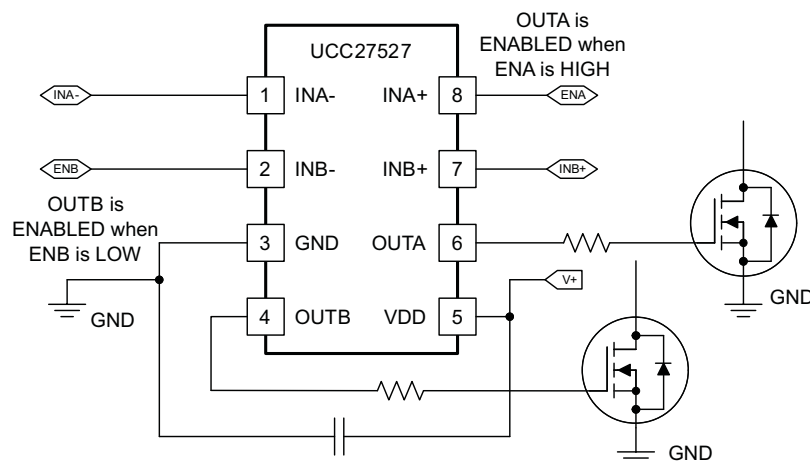 OUTA is
ENABLED when
ENA is HIGH
UCC27527
INA-
1 INA-
INA+ 8
ENA
ENB
2 INB-
INB+ 7
INB+
OUTB is
ENABLED when
ENB is LOW
3 GND
OUTA 6
GND
4 OUTB
VDD 5
V+
GND
GND